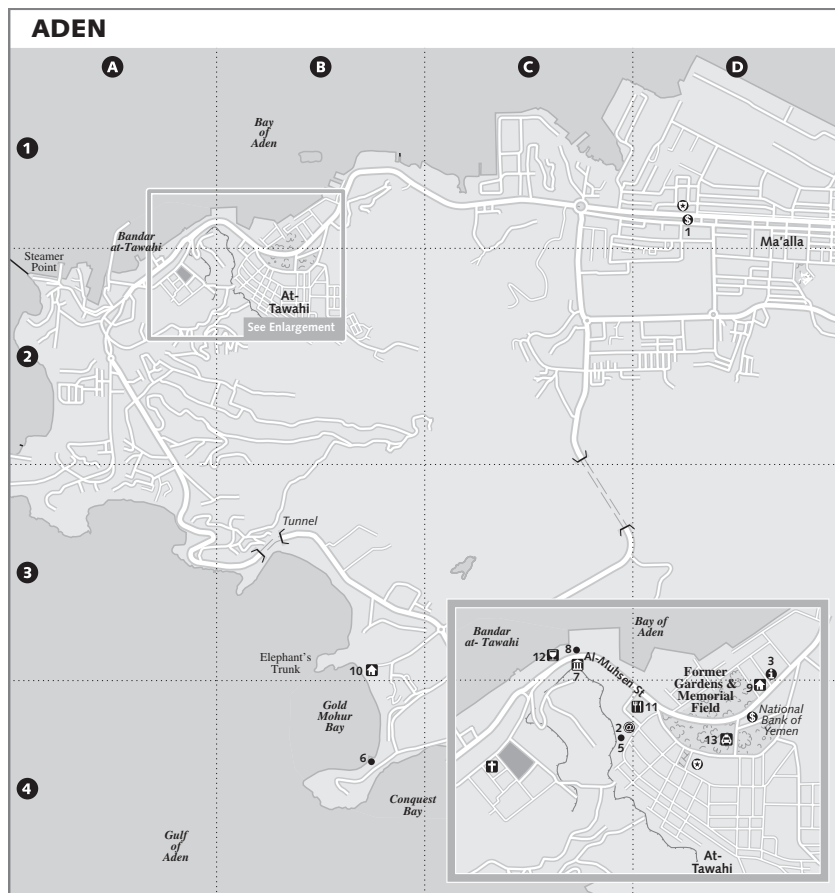 ADEN
A
B
C
D
1
2
3
4
Bay
of
Aden
Bandar
at-Tawahi
Steamer
Point
At-
Tawahi
See Enlargement
$
1
Ma'alla
Tunnel
Elephant's
Trunk
10
Gold
Mohur
Bay
6
Conquest
Bay
Gulf
of
Aden
Bandar
at- Tawahi
Bay of
Aden
12
8
7
Al-Muhsen St
Former
Gardens &
Memorial
Field
3
9
11
$
National
Bank of
Yemen
2 @
5
13
At-
Tawahi